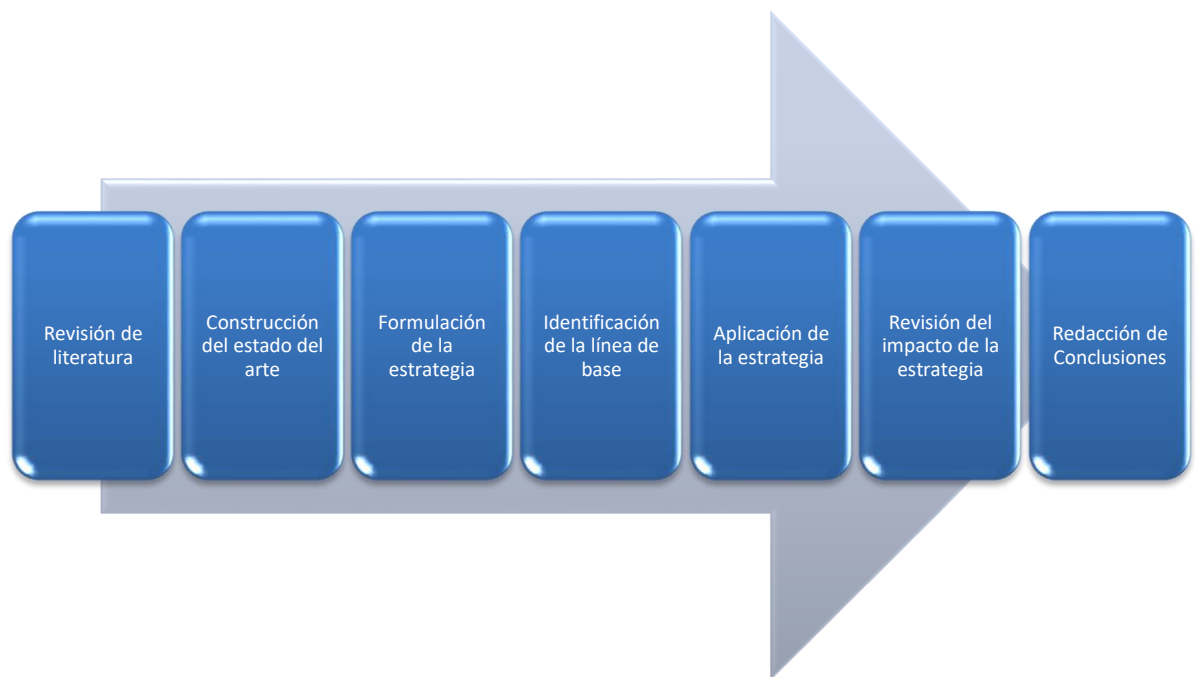 Revisión de
literatura
Construcción
del estado del
arte
Formulación
de la
estrategia
Identificación
de la línea de
base
Aplicación de
la estrategia
Revisión del
impacto de la
estrategia
Redacción de
Conclusiones